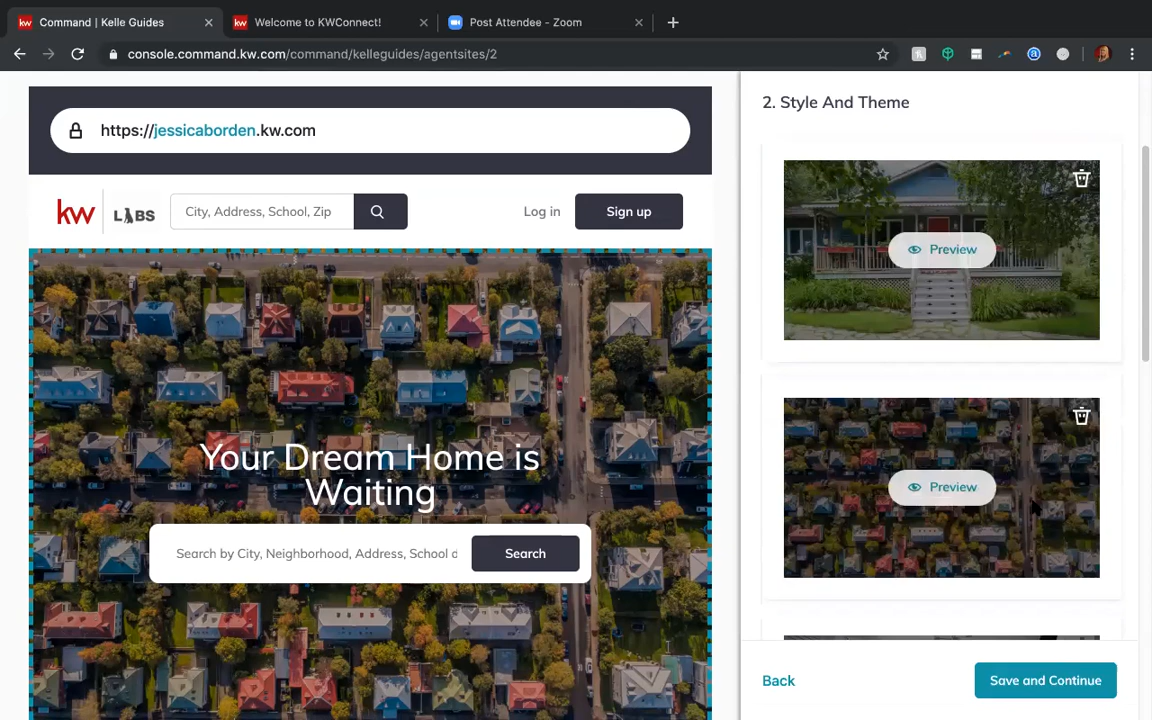 Command | Kelle Guides
Welcome to KWConnect!
Post Attendee - Zoom
console.command.kw.com/command/kelleguides/agentsites/2
https://jessicaborden.kw.com
kw LABS
City, Address, School, Zip
Log in
Sign up
Your Dream Home is
Waiting
Search by City, Neighborhood, Address, School d
Search
2. Style And Theme
Preview
Preview
Back
Save and Continue